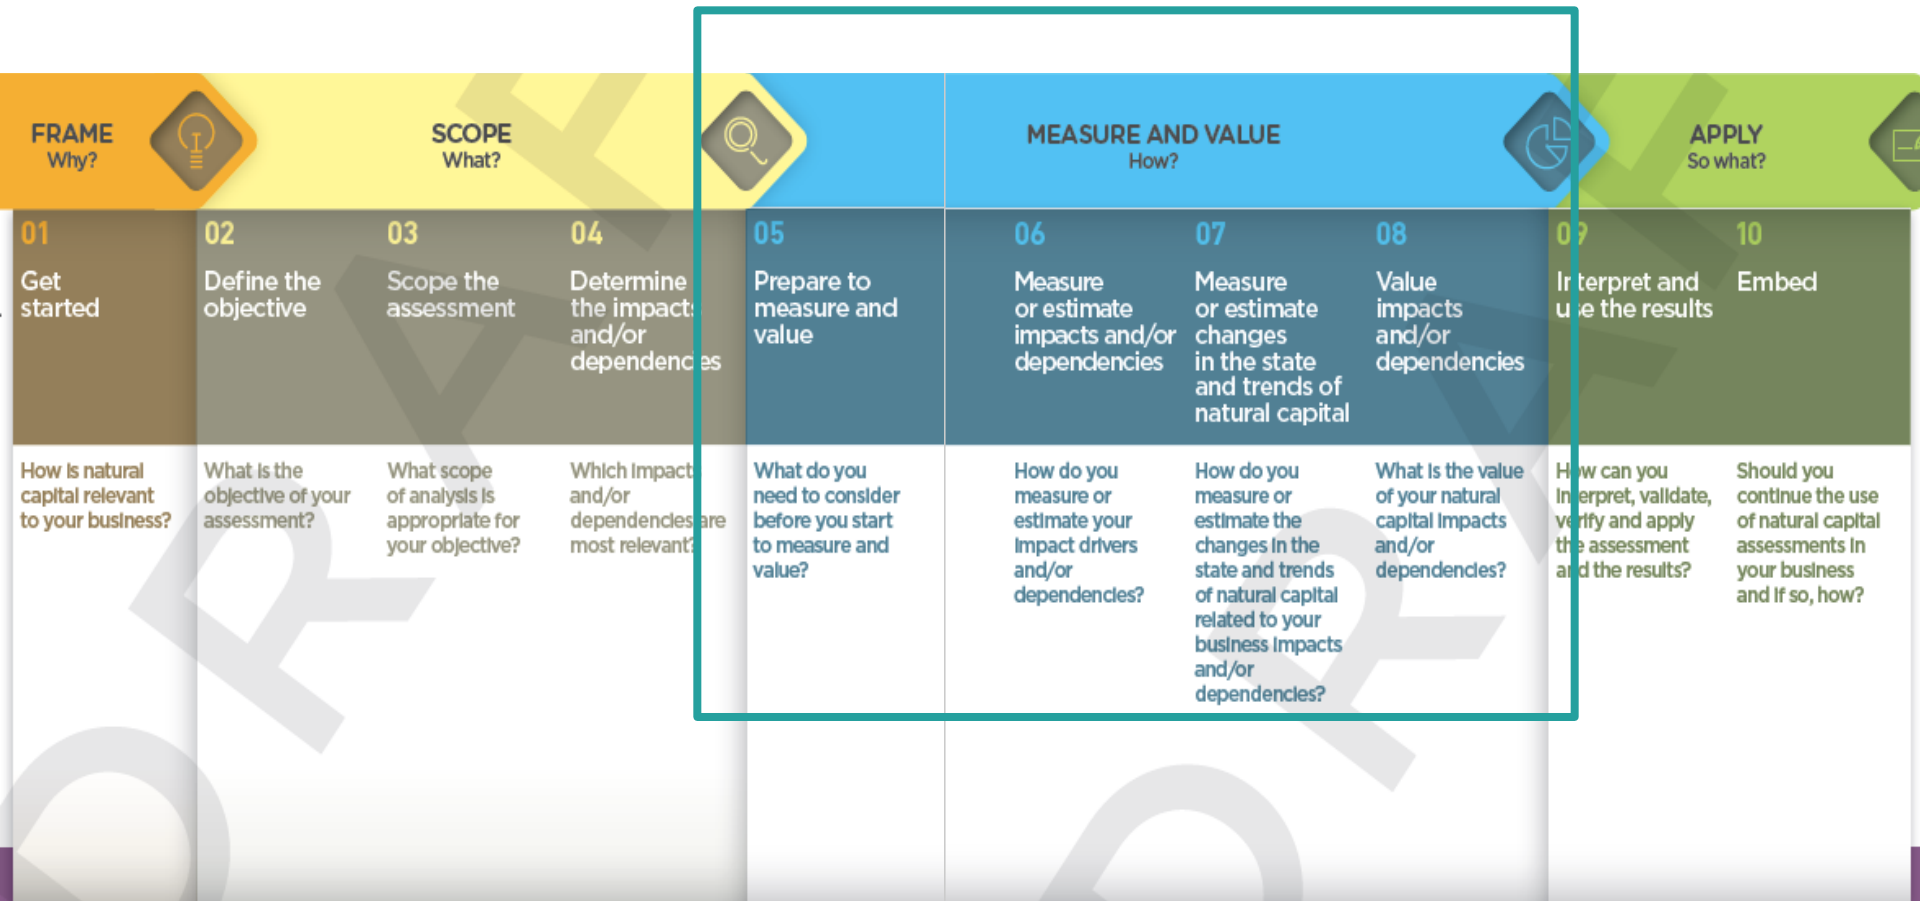 FRAME
Why?
SCOPE
What?
MEASURE AND VALUE
How?
APPLY
So what?
01
Get
started
How is natural
capital relevant
to your business?
02
Define the
objective
What is the
objective of your
assessment?
03
Scope the
assessment
What scope
of analysis is
appropriate for
your objective?
04
Determine
the impacts
and/or
dependencies
Which impacts
and/or
dependencies are
most relevant?
05
Prepare to
measure and
value
What do you
need to consider
before you start
to measure and
value?
06
Measure
or estimate
impacts and/or
dependencies
How do you
measure or
estimate your
impact drivers
and/or
dependencies?
07
Measure
or estimate
changes
in the state
and trends of
natural capital
How do you
measure or
estimate the
changes in the
state and trends
of natural capital
related to your
business impacts
and/or
dependencies?
08
Value
impacts
and/or
dependencies
What is the value
of your natural
capital impacts
and/or
dependencies?
09
Interpret and
use the results
How can you
interpret, validate,
verify and apply
the assessment
and the results?
10
Embed
Should you
continue the use
of natural capital
assessments in
your business
and if so, how?
DRAF
DRAF